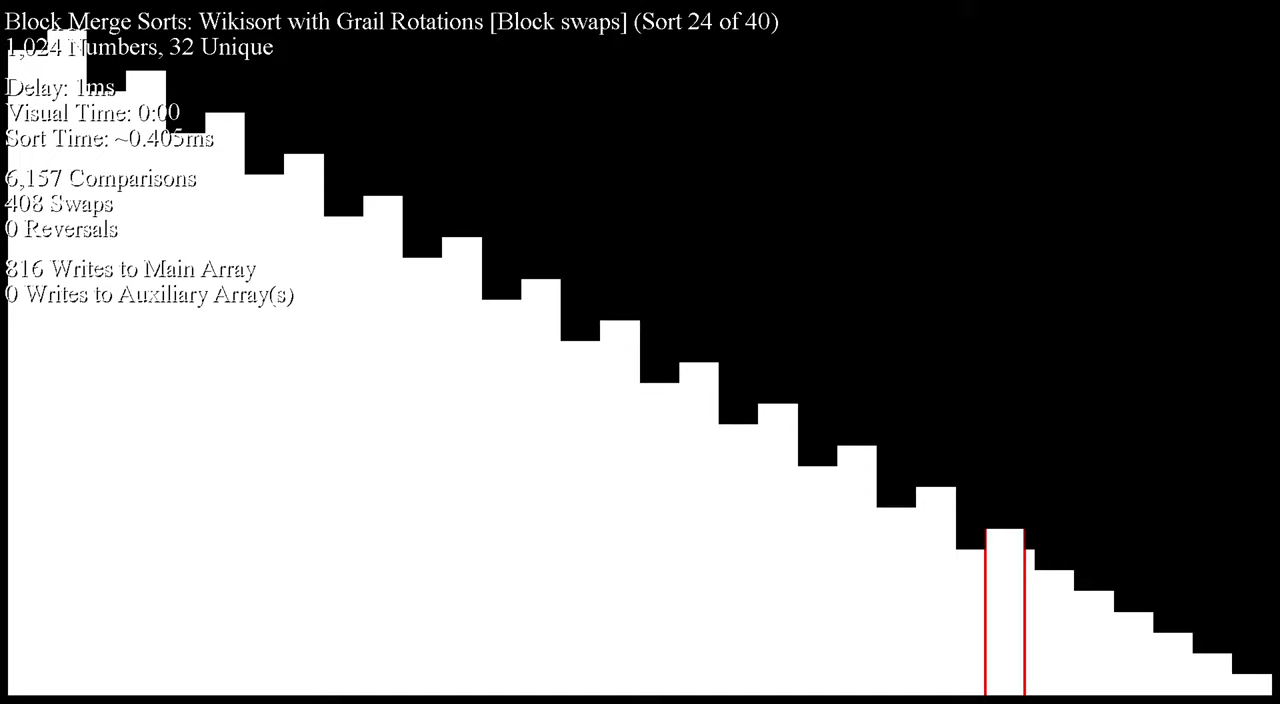 Block Merge Sorts: Wikisort with Grail Rotations [Block swaps] (Sort 24 of 40)
1,024 Numbers, 32 Unique
Delay: 1ms
Visual Time: 0:00
Sort Time: ~0.405ms
6,157 Comparisons
408 Swaps
0 Reversals
816 Writes to Main Array
0 Writes to Auxiliary Array(s)